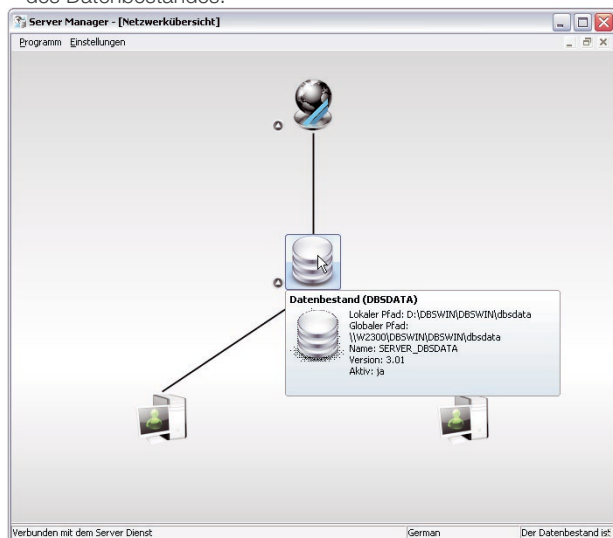 des Datenbestandes.
Server Manager - [Netzwerkübersicht]
Programm Einstellungen
Datenbestand (DBSDATA)
Lokaler Pfad: D:\DBSWIN\DBSWIN\dbsdata
Globaler Pfad:
\\W2300\DBSWIN\DBSWIN\dbsdata
Name: SERVER_DBSDATA
Version: 3.01
Aktiv: ja
Verbunden mit dem Server Dienst German Der Datenbestand ist